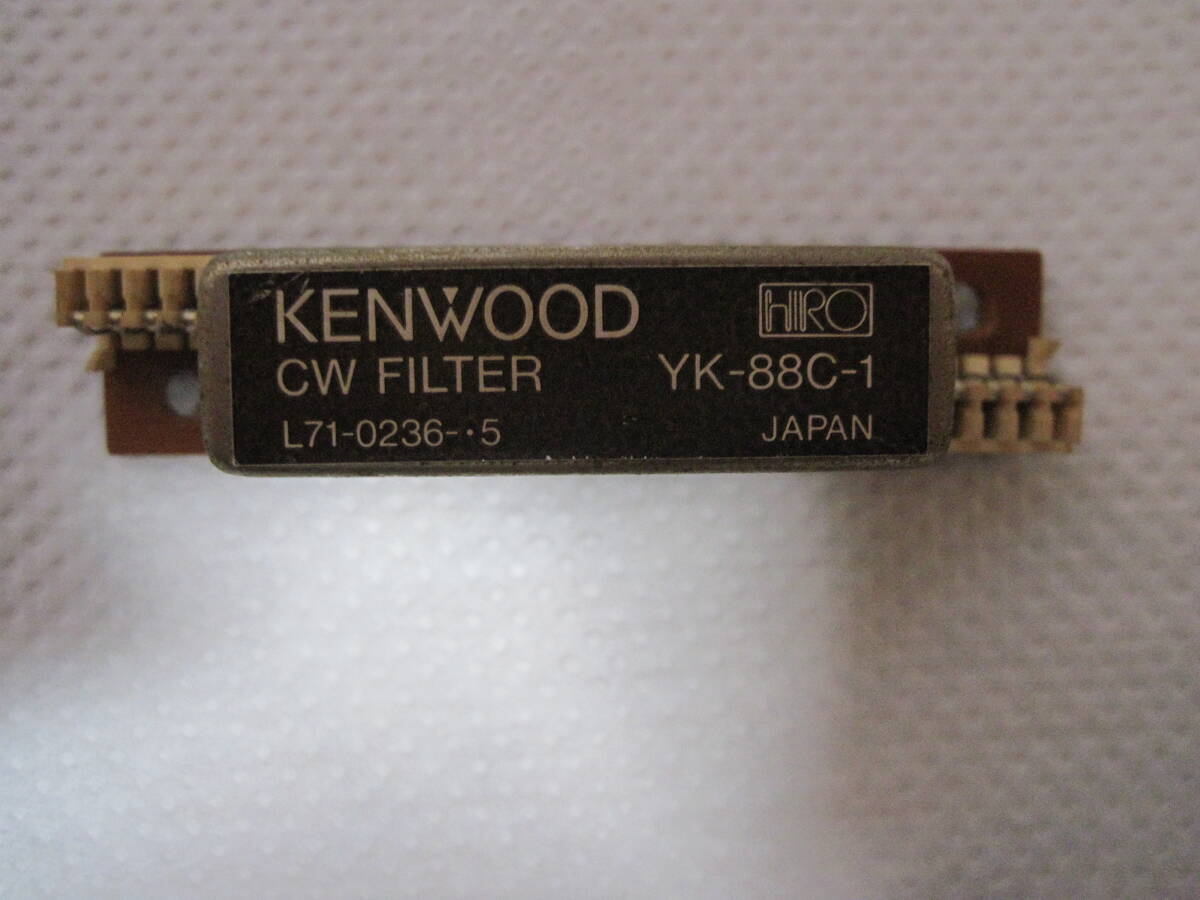 KENWOOD HIRO
CW FILTER YK-88C-1
L71-0236-·5 JAPAN